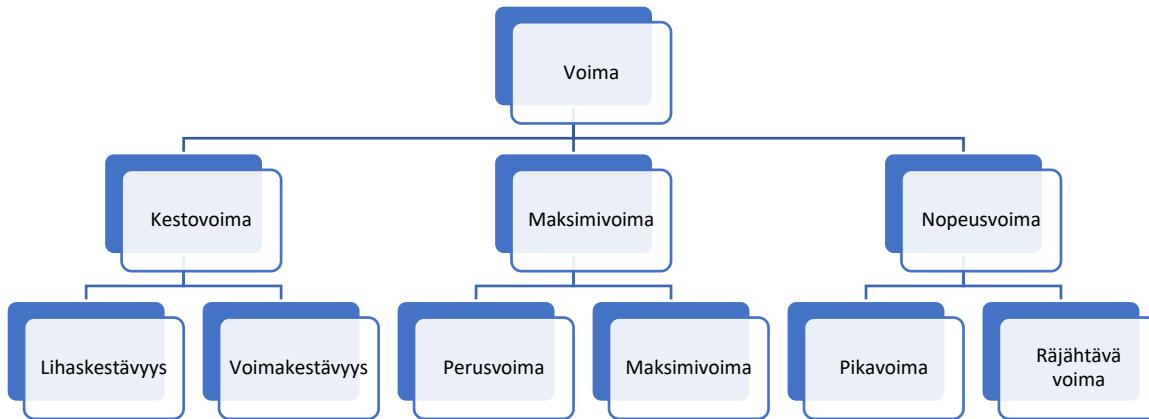 Voima
Kestovoima
Maksimivoima
Nopeusvoima
Lihaskestävyys
Voimakestävyys
Perusvoima
Maksimivoima
Pikavoima
Räjähtävä
voima